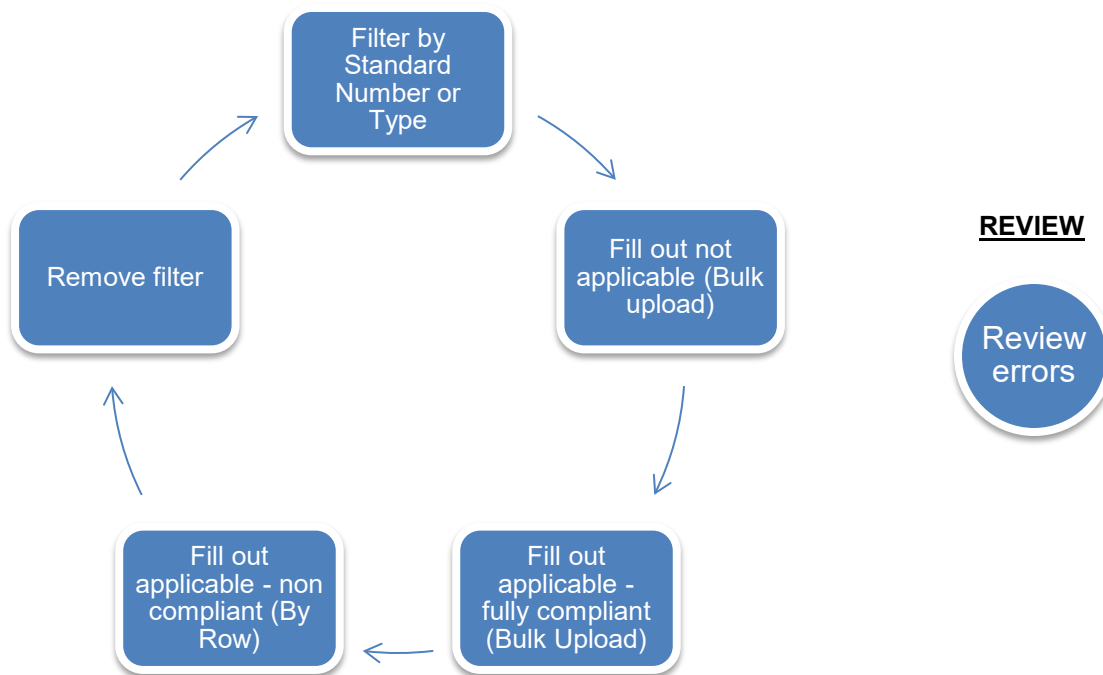 Filter by
Standard
Number or
Type
Fill out not
applicable (Bulk
upload)
Fill out
applicable -
fully compliant
(Bulk Upload)
Fill out
applicable - non
compliant (By
Row)
Remove filter
REVIEW
Review
errors